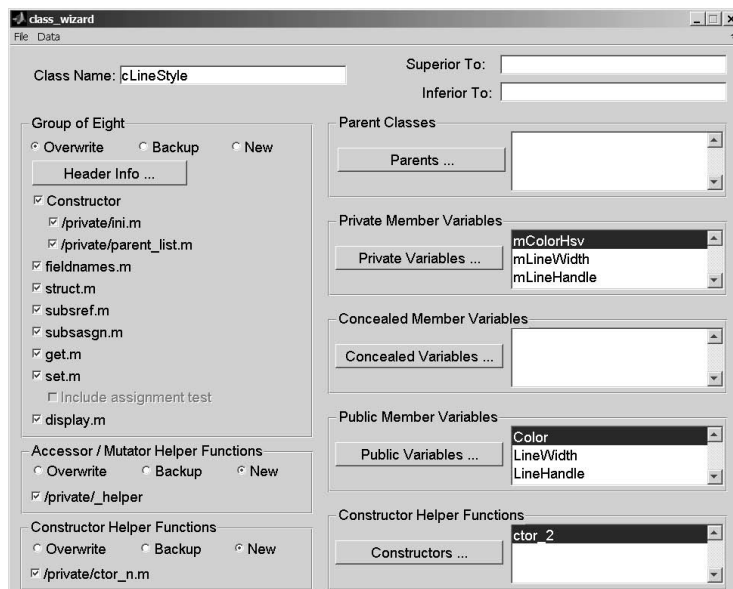 class_wizard
File Data
Class Name: cLineStyle
Superior To:
Inferior To:
Group of Eight
Overwrite Backup New
Header Info ...
Constructor
/private/ini.m
/private/parent_list.m
fieldnames.m
struct.m
subsref.m
subsasgn.m
get.m
set.m
Include assignment test
display.m
Accessor / Mutator Helper Functions
Overwrite Backup New
/private/_helper
Constructor Helper Functions
Overwrite Backup New
/private/ctor_n.m
Parent Classes
Parents ...
Private Member Variables
Private Variables ...
mColorHsv
mLineWidth
mLineHandle
Concealed Member Variables
Concealed Variables ...
Public Member Variables
Public Variables ...
Color
LineWidth
LineHandle
Constructor Helper Functions
Constructors ...
ctor_2